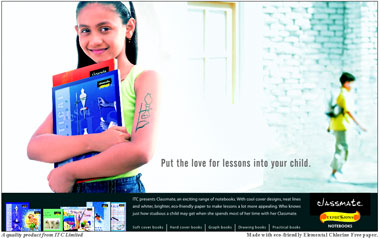 Classmate
Put the love for lessons into your child.
ITC presents Classmate, an exciting range of notebooks. With cool cover designs, neat lines
and whiter, brighter, eco-friendly paper to make lessons a lot more appealing. Who knows
just how studious a child may get when she spends most of her time with her Classmate.
Soft cover books | Hard cover books | Graph books | Drawing books | Practical books
classmate
Expressions
NOTEBOOKS
A quality product from ITC Limited
Made with eco-friendly Elemental Chlorine Free paper.